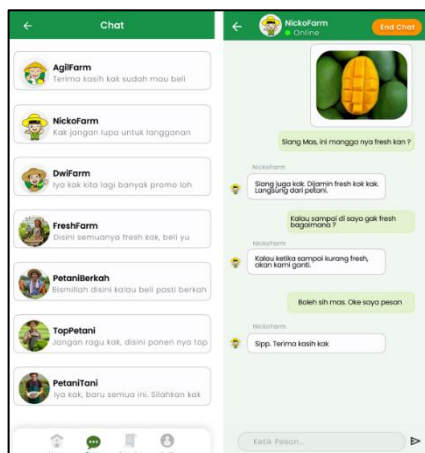 Chat
AgilFarm
Terima kasih kak sudah mau beli
NickoFarm
Kak jangan lupa untuk langganan
DwiFarm
Iya kak kita lagi banyak promo loh
FreshFarm
Disini semuanya fresh kak, beli yu
PetaniBerkah
Bismillah disini kalau beli pasti berkah
TopPetani
Jangan ragu kak, disini panen nya top
PetaniTani
Iya kak, baru semua ini. Silahkan kak
NickoFarm
Online
End Chat
Siang Mas, ini mangga nya fresh kan ?
NickoFarm
Siang juga kak. Dijamin fresh kok kak.
Langsung dari petani.
Kalau sampai di saya gak fresh
bagaimana ?
NickoFarm
Kalau ketika sampai kurang fresh,
akan kami ganti.
Boleh sih mas. Oke saya pesan
NickoFarm
Sipp. Terima kasih kak
Ketik Pesan...